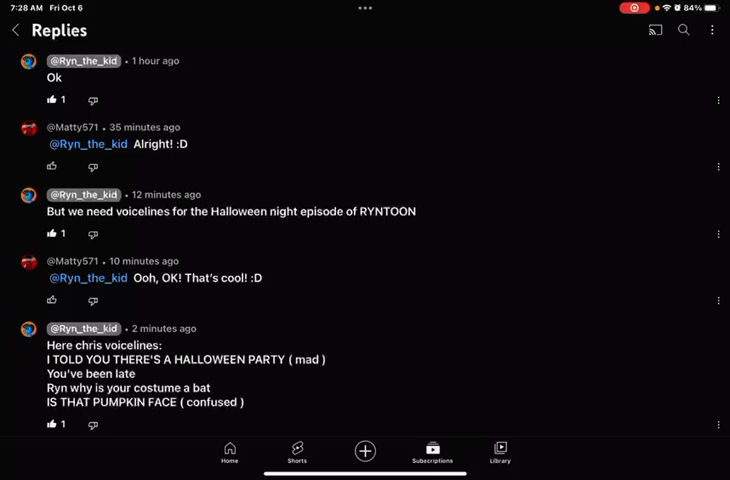 7:28 AM Fri Oct 6
84%
Replies
@Ryn_the_kid • 1 hour ago
Ok
1
@Matty571 • 35 minutes ago
@Ryn_the_kid Alright! :D
@Ryn_the_kid • 12 minutes ago
But we need voicelines for the Halloween night episode of RYNTOON
1
@Matty571 • 10 minutes ago
@Ryn_the_kid Ooh, OK! That's cool! :D
@Ryn_the_kid • 2 minutes ago
Here chris voicelines:
I TOLD YOU THERE'S A HALLOWEEN PARTY ( mad )
You've been late
Ryn why is your costume a bat
IS THAT PUMPKIN FACE ( confused )
1
Home Shorts Subscriptions Library